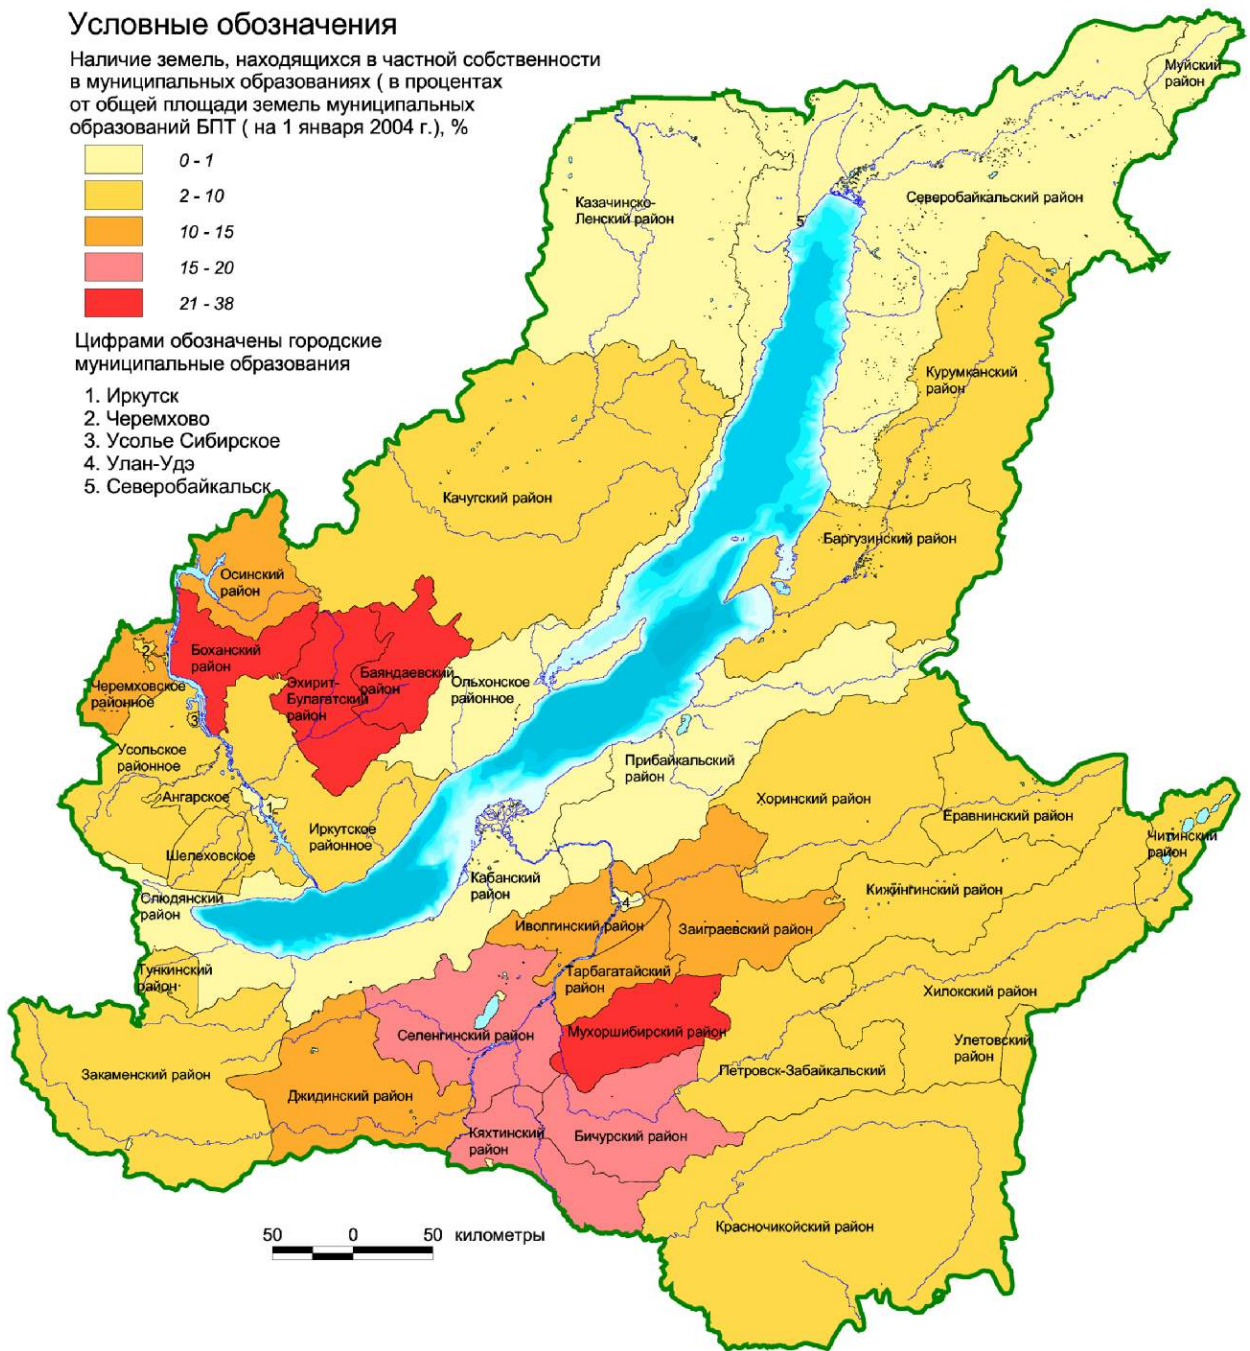 Условные обозначения
Наличие земель, находящихся в частной собственности
в муниципальных образованиях ( в процентах
от общей площади земель муниципальных
образований БПТ ( на 1 января 2004 г.), %
0 - 1
2 - 10
10 - 15
15 - 20
21 - 38
Цифрами обозначены городские
муниципальные образования
1. Иркутск
2. Черемхово
3. Усолье Сибирское
4. Улан-Удэ
5. Северобайкальск
Муйский
район
Казачинско-
Ленский район
Северобайкальский район
5
Курумканский
район
Качугский район
Баргузинский район
Осинский
район
Боханский
район
2
Черемховское
районное
3
Эхирит-
Булагатский
район
Баяндаевский
район
Ольхонское
районное
Усольское
районное
Ангарское
1
Иркутское
районное
Шелеховское
Прибайкальский
район
Хоринский район
Еравнинский район
Читинский
район
Слюдянский
район
Кабанский
район
Кижингинский район
4
Иволгинский район
Заиграевский район
Тункинский
район
Тарбагатайский
район
Хилокский район
Селенгинский район
Мухоршибирский район
Улетовский
район
Закаменский район
Петровск-Забайкальский
Джидинский район
Кяхтинский
район
Бичурский район
Красночикойский район
50 0 50 километры